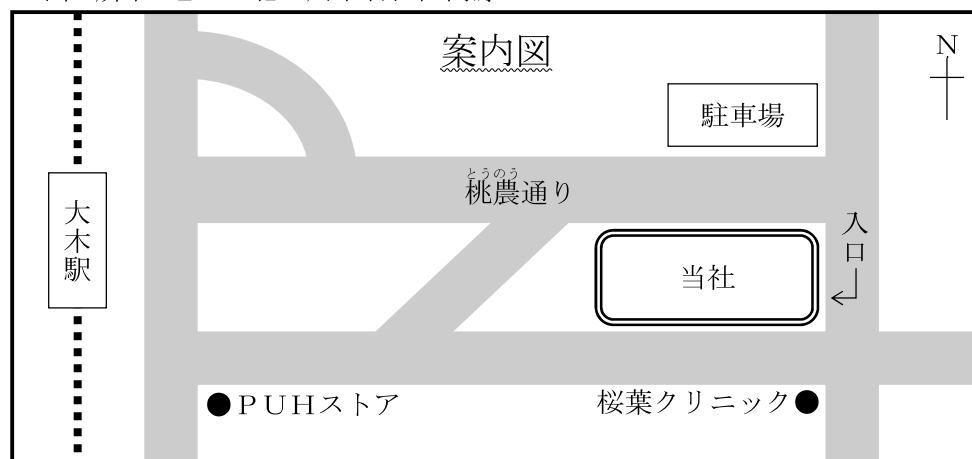 案内図
N
駐車場
とうのう
桃農通り
大木駅
入口
当社
●PUHストア
桜葉クリニック●